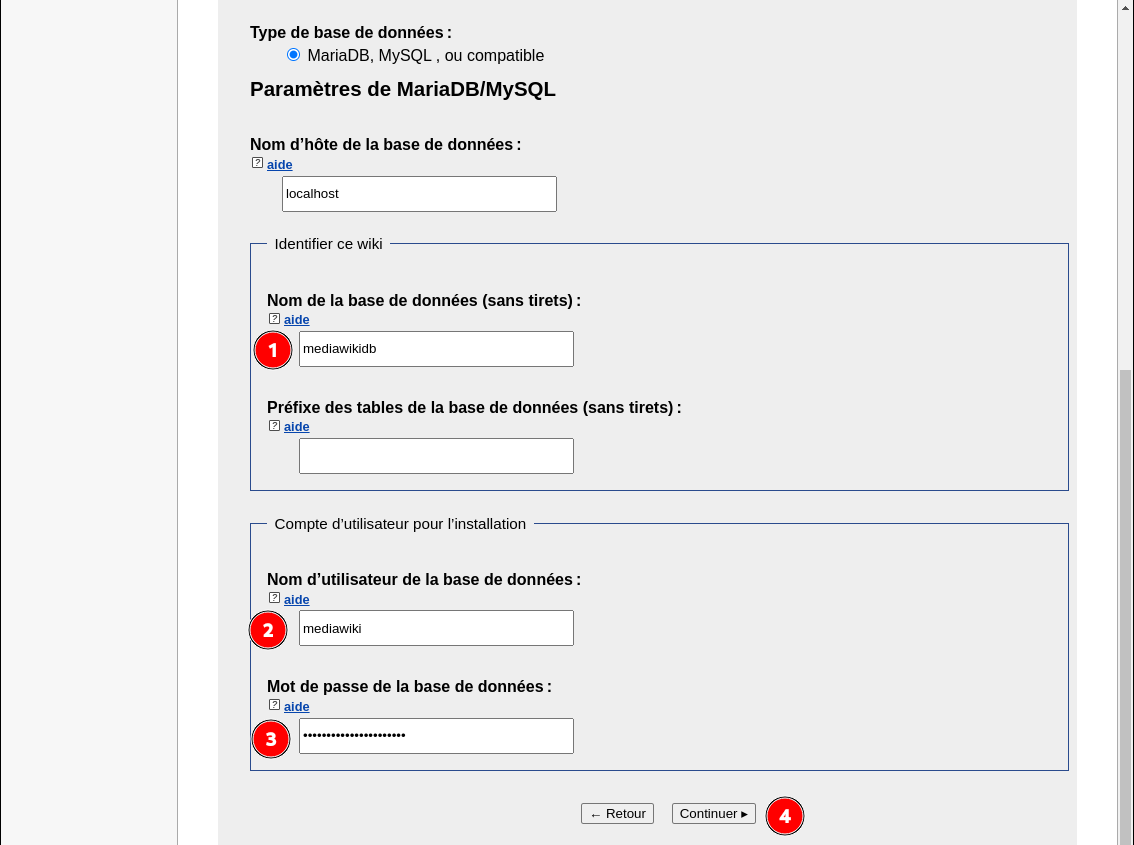 Type de base de données :
MariaDB, MySQL , ou compatible
Paramètres de MariaDB/MySQL
Nom d’hôte de la base de données :
? aide
localhost
Identifier ce wiki
Nom de la base de données (sans tirets) :
? aide
1 mediawikidb
Préfixe des tables de la base de données (sans tirets) :
? aide
Compte d’utilisateur pour l’installation
Nom d’utilisateur de la base de données :
? aide
2 mediawiki
Mot de passe de la base de données :
? aide
3 ••••••••••••••••••••••
← Retour Continuer ▸ 4